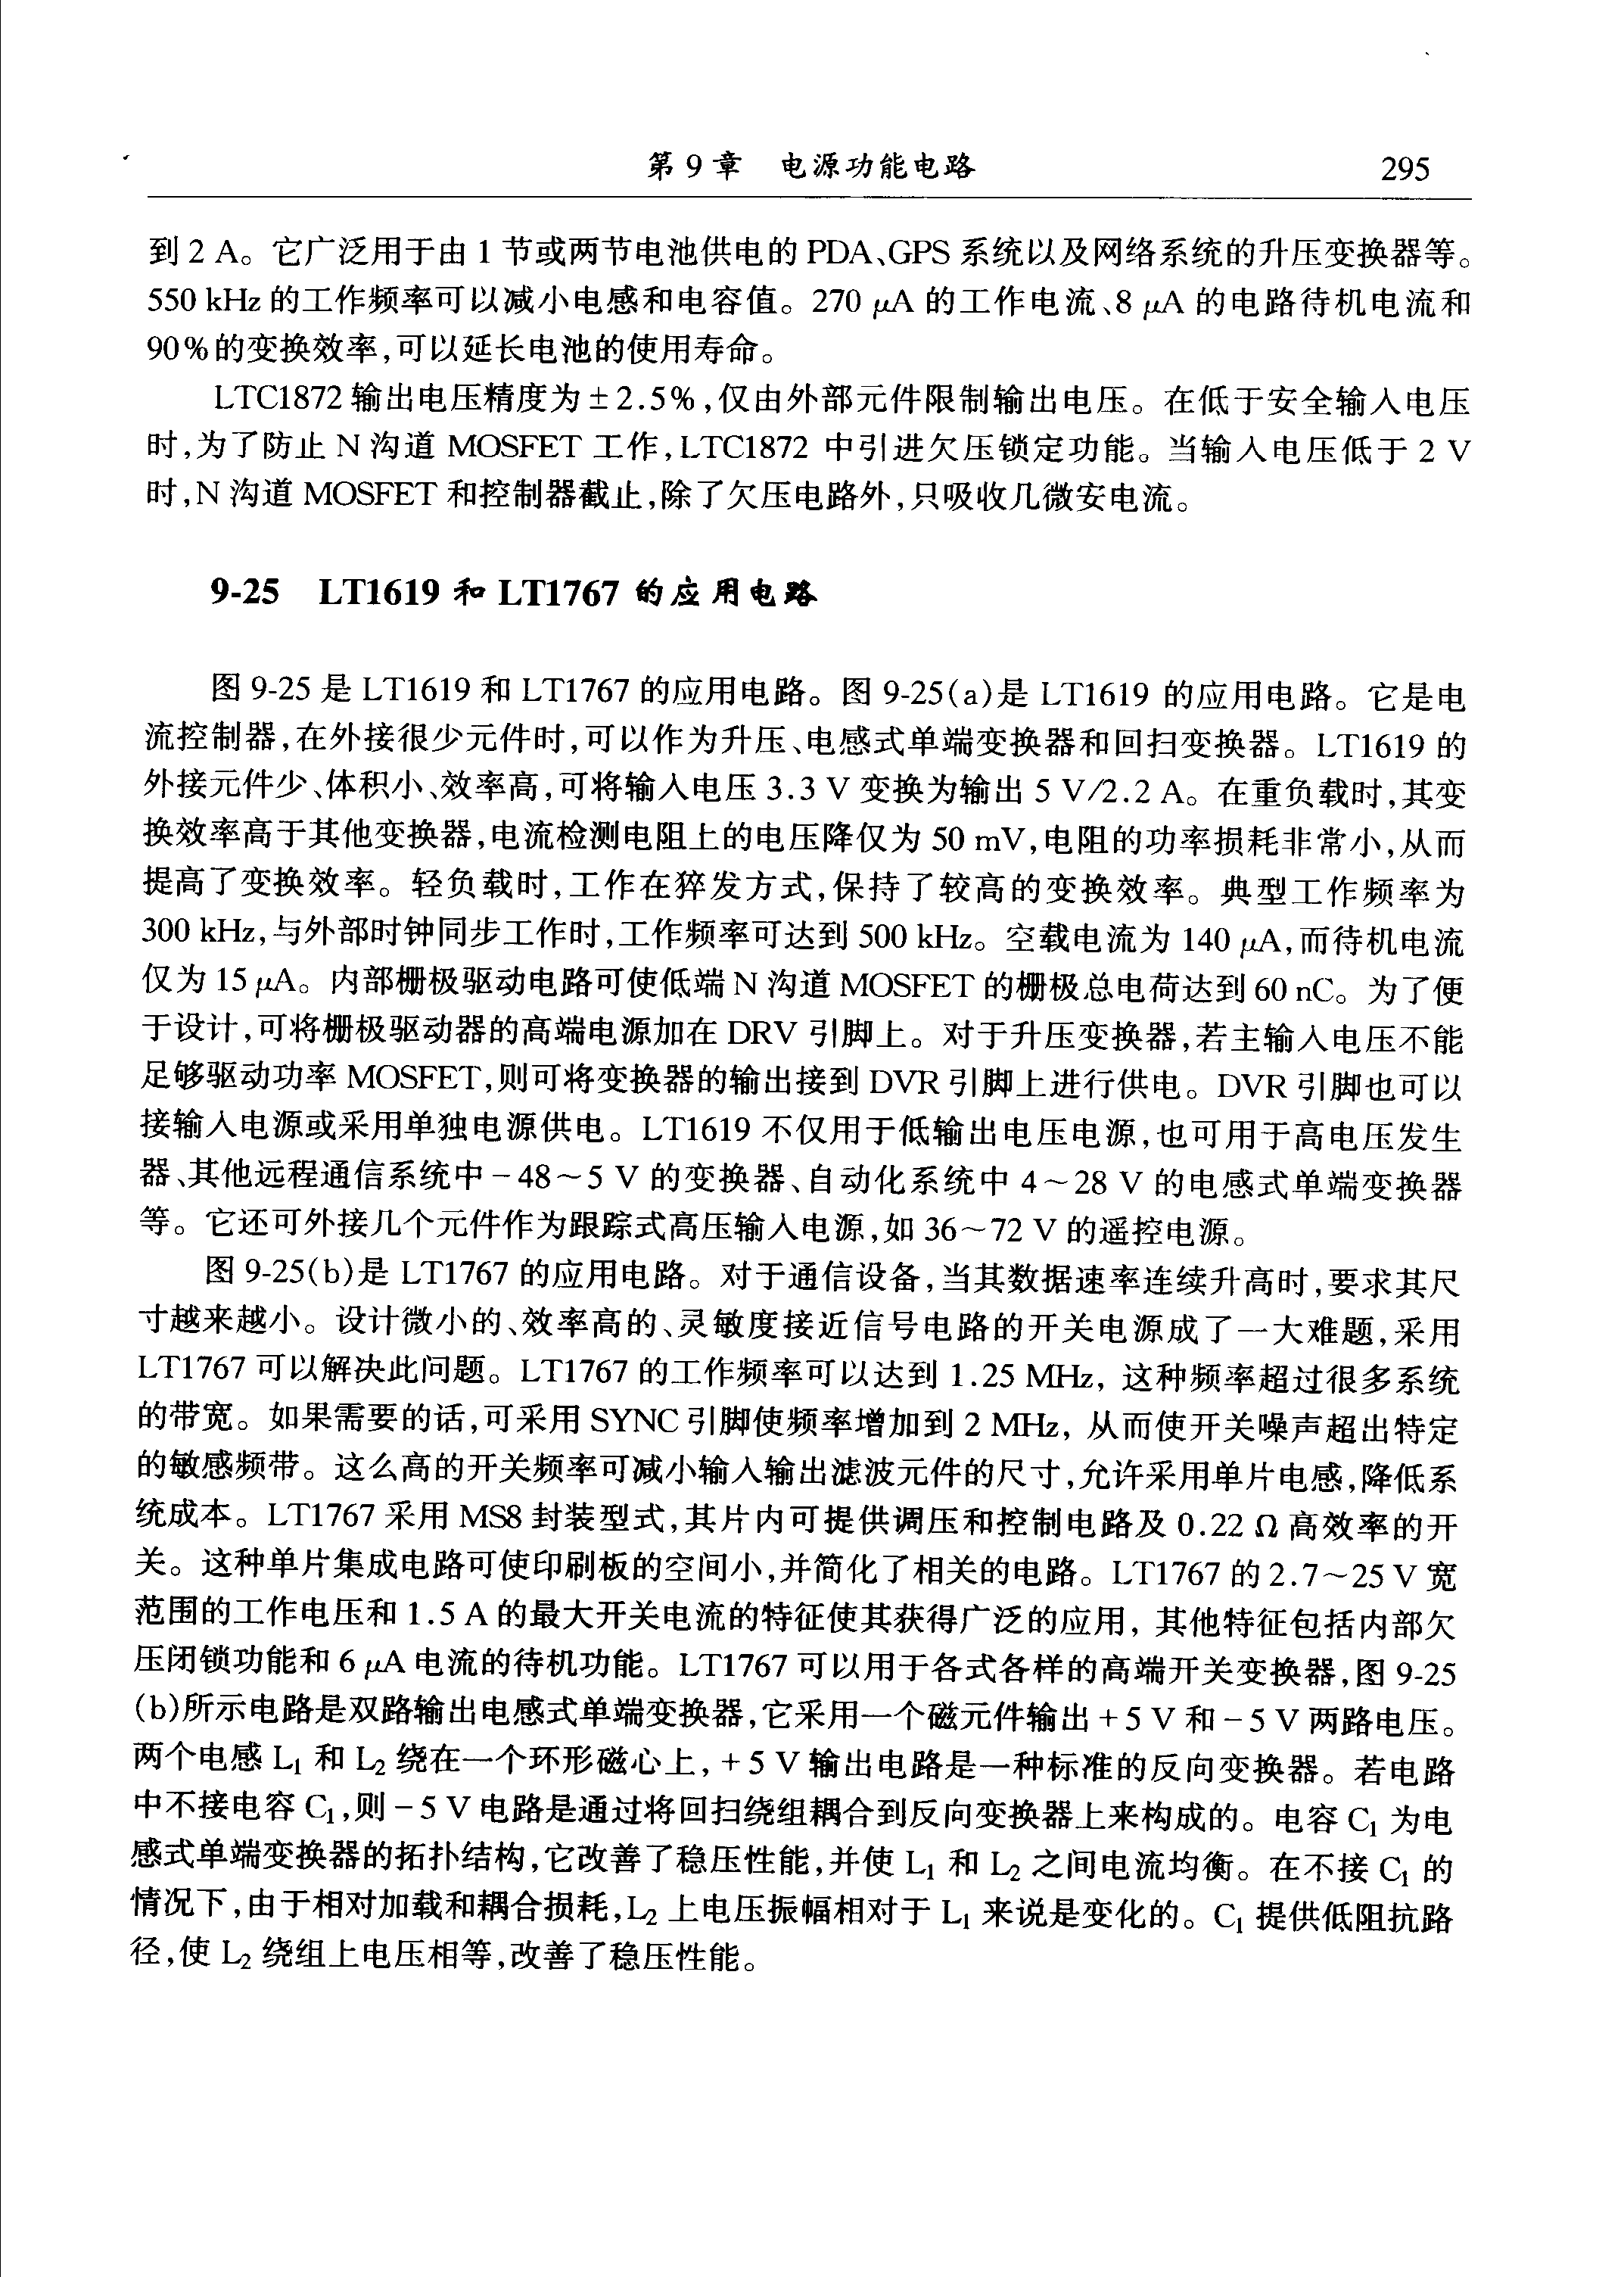 第 9 章　电源功能电路　295
到 2 A。它广泛用于由 1 节或两节电池供电的 PDA、GPS 系统以及网络系统的升压变换器等。
550 kHz 的工作频率可以减小电感和电容值。270 μA 的工作电流、8 μA 的电路待机电流和
90%的变换效率,可以延长电池的使用寿命。
LTC1872 输出电压精度为±2.5%,仅由外部元件限制输出电压。在低于安全输入电压
时,为了防止 N 沟道 MOSFET 工作,LTC1872 中引进欠压锁定功能。当输入电压低于 2 V
时,N 沟道 MOSFET 和控制器截止,除了欠压电路外,只吸收几微安电流。
9-25　LT1619 和 LT1767 的应用电路
图 9-25 是 LT1619 和 LT1767 的应用电路。图 9-25(a)是 LT1619 的应用电路。它是电
流控制器,在外接很少元件时,可以作为升压、电感式单端变换器和回扫变换器。LT1619 的
外接元件少、体积小、效率高,可将输入电压 3.3 V 变换为输出 5 V/2.2 A。在重负载时,其变
换效率高于其他变换器,电流检测电阻上的电压降仅为 50 mV,电阻的功率损耗非常小,从而
提高了变换效率。轻负载时,工作在猝发方式,保持了较高的变换效率。典型工作频率为
300 kHz,与外部时钟同步工作时,工作频率可达到 500 kHz。空载电流为 140 μA,而待机电流
仅为 15 μA。内部栅极驱动电路可使低端 N 沟道 MOSFET 的栅极总电荷达到 60 nC。为了便
于设计,可将栅极驱动器的高端电源加在 DRV 引脚上。对于升压变换器,若主输入电压不能
足够驱动功率 MOSFET,则可将变换器的输出接到 DVR 引脚上进行供电。DVR 引脚也可以
接输入电源或采用单独电源供电。LT1619 不仅用于低输出电压电源,也可用于高电压发生
器、其他远程通信系统中－48～5 V 的变换器、自动化系统中 4～28 V 的电感式单端变换器
等。它还可外接几个元件作为跟踪式高压输入电源,如 36～72 V 的遥控电源。
图 9-25(b)是 LT1767 的应用电路。对于通信设备,当其数据速率连续升高时,要求其尺
寸越来越小。设计微小的、效率高的、灵敏度接近信号电路的开关电源成了一大难题,采用
LT1767 可以解决此问题。LT1767 的工作频率可以达到 1.25 MHz, 这种频率超过很多系统
的带宽。如果需要的话,可采用 SYNC 引脚使频率增加到 2 MHz, 从而使开关噪声超出特定
的敏感频带。这么高的开关频率可减小输入输出滤波元件的尺寸,允许采用单片电感,降低系
统成本。LT1767 采用 MS8 封装型式,其片内可提供调压和控制电路及 0.22 Ω 高效率的开
关。这种单片集成电路可使印刷板的空间小,并简化了相关的电路。LT1767 的 2.7～25 V 宽
范围的工作电压和 1.5 A 的最大开关电流的特征使其获得广泛的应用, 其他特征包括内部欠
压闭锁功能和 6 μA 电流的待机功能。LT1767 可以用于各式各样的高端开关变换器,图 9-25
(b)所示电路是双路输出电感式单端变换器,它采用一个磁元件输出＋5 V 和－5 V 两路电压。
两个电感 L₁ 和 L₂ 绕在一个环形磁心上,＋5 V 输出电路是一种标准的反向变换器。若电路
中不接电容 C₁,则－5 V 电路是通过将回扫绕组耦合到反向变换器上来构成的。电容 C₁ 为电
感式单端变换器的拓扑结构,它改善了稳压性能,并使 L₁ 和 L₂ 之间电流均衡。在不接 C₁ 的
情况下,由于相对加载和耦合损耗,L₂ 上电压振幅相对于 L₁ 来说是变化的。C₁ 提供低阻抗路
径,使 L₂ 绕组上电压相等,改善了稳压性能。